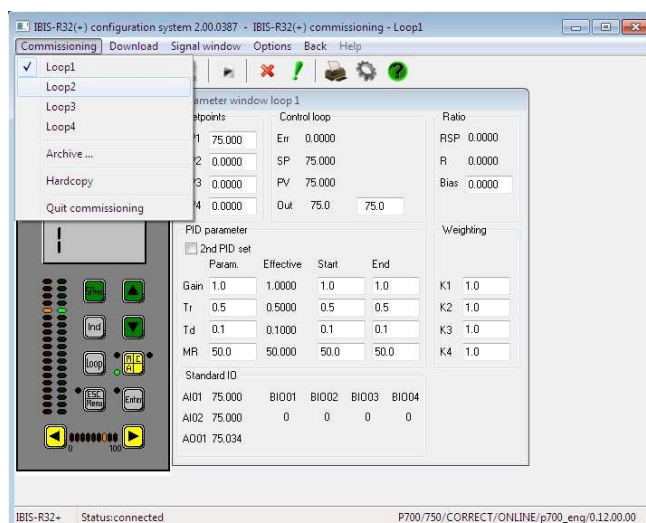 IBIS-R32(+) configuration system 2.00.0387 - IBIS-R32(+) commissioning - Loop1
Commissioning Download Signal window Options Back Help
✓ Loop1
Loop2
Loop3
Loop4
Archive ...
Hardcopy
Quit commissioning
ameter window loop 1
etpoints Control loop Ratio
1 75.000 Err 0.0000 RSP 0.0000
2 0.0000 SP 75.000 R 0.0000
3 0.0000 PV 75.000 Bias 0.0000
4 0.0000 Out 75.0 75.0
PID parameter Weighting
2nd PID set
Param. Effective Start End
Gain 1.0 1.0000 1.0 1.0 K1 1.0
Tr 0.5 0.5000 0.5 0.5 K2 1.0
Td 0.1 0.1000 0.1 0.1 K3 1.0
MR 50.0 50.000 50.0 50.0 K4 1.0
Standard IO
AI01 75.000 BIO01 BIO02 BIO03 BIO04
AI02 75.000 0 0 0 0
AO01 75.034
Ind
Loop M C A
ESC Menu Enter
0 100
IBIS-R32+ Status:connected P700/750/CORRECT/ONLINE/p700_eng/0.12.00.00